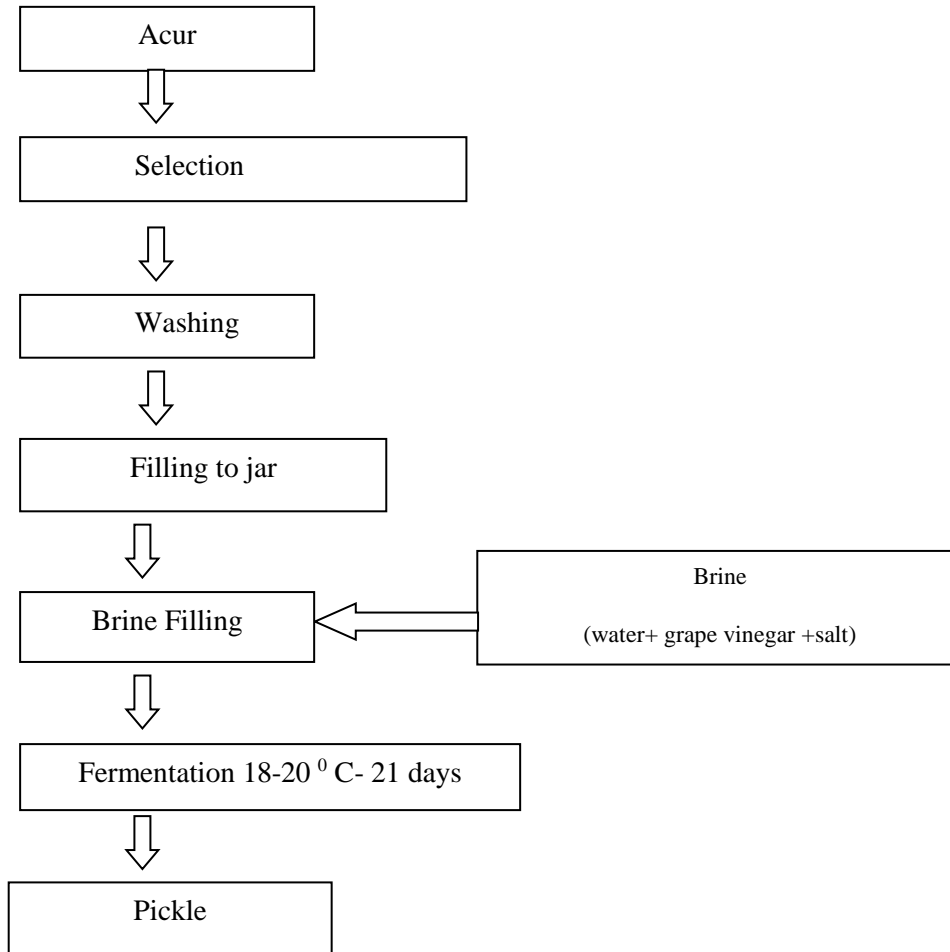 Acur
Selection
Washing
Filling to jar
Brine Filling
Brine
(water+ grape vinegar +salt)
Fermentation 18-20 ⁰ C- 21 days
Pickle